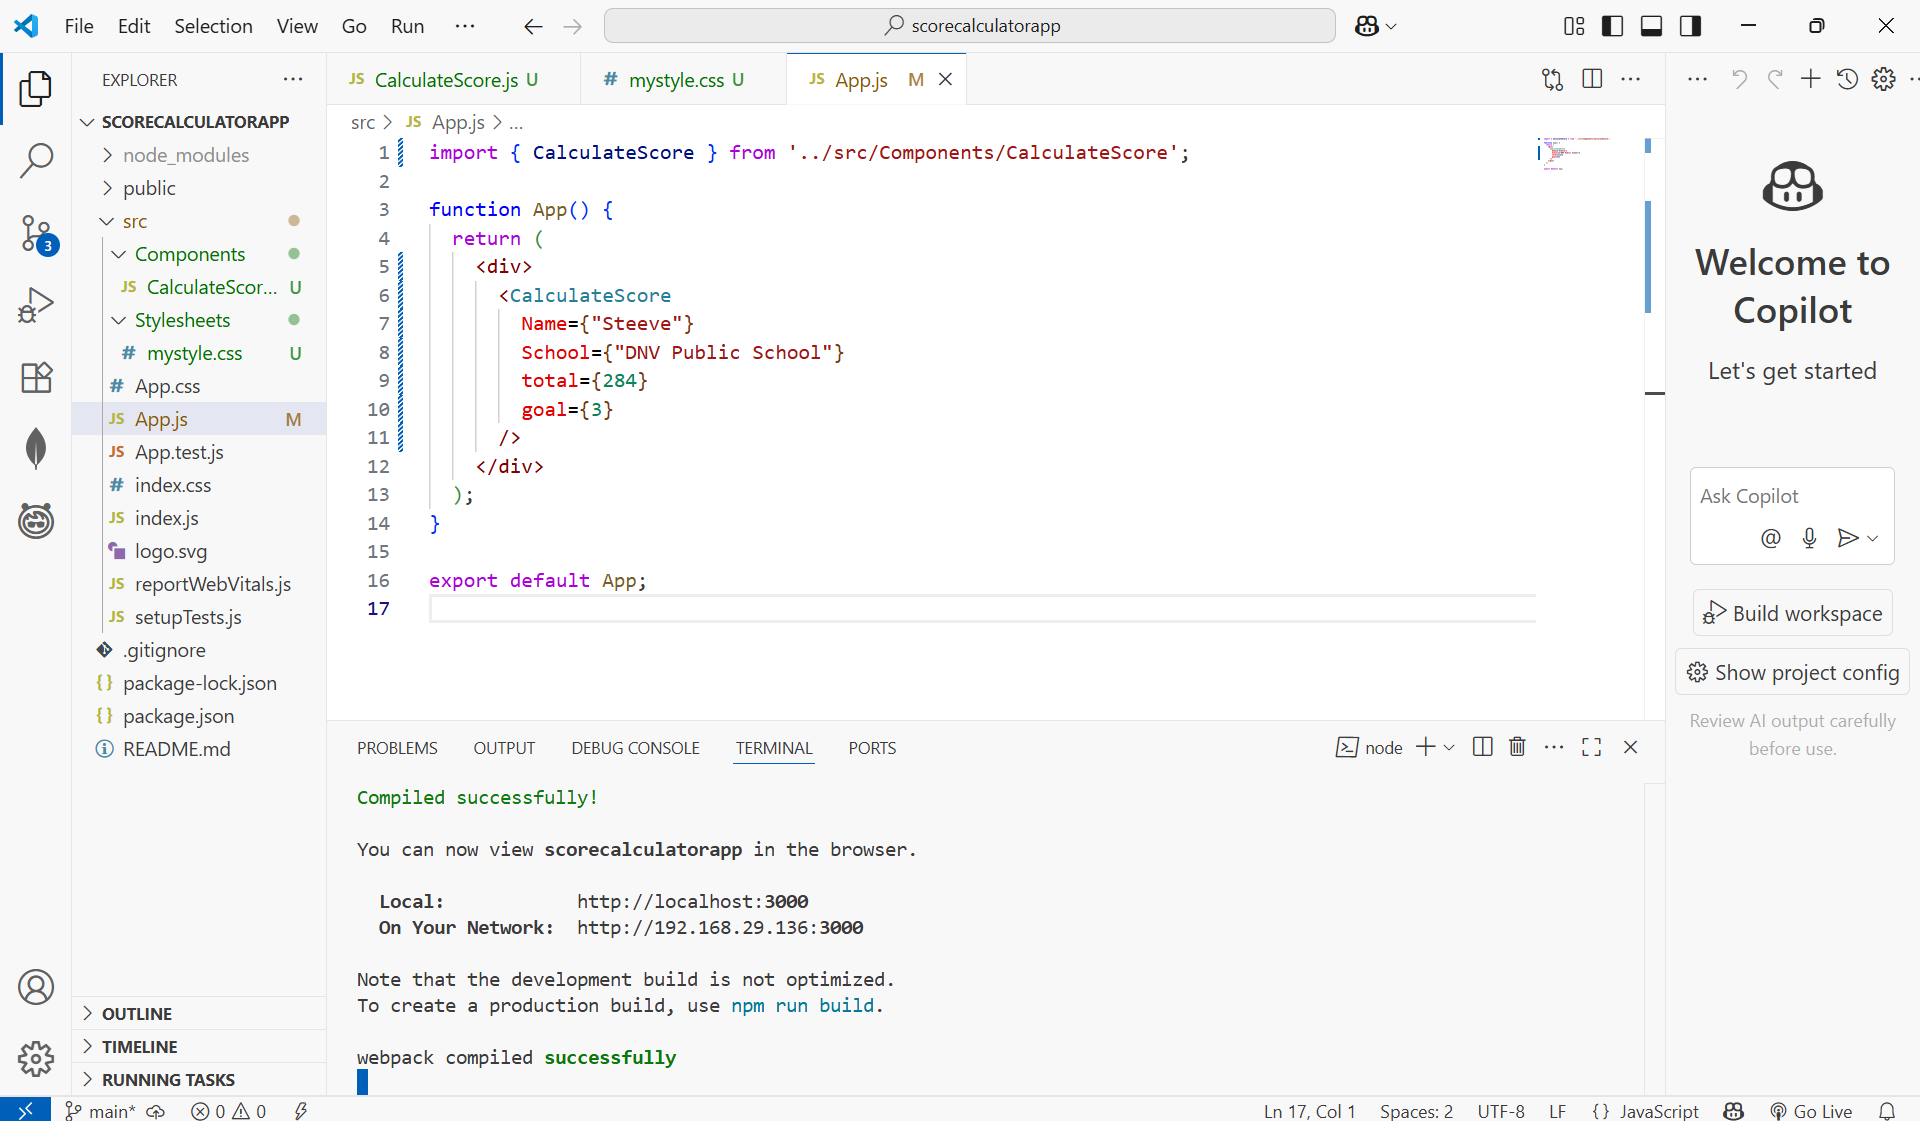 File Edit Selection View Go Run ...
scorecalculatorapp
EXPLORER
SCORECALCULATORAPP
node_modules
public
src
Components
JS CalculateScor... U
Stylesheets
# mystyle.css U
# App.css
JS App.js M
JS App.test.js
# index.css
JS index.js
logo.svg
JS reportWebVitals.js
JS setupTests.js
.gitignore
{} package-lock.json
{} package.json
README.md
OUTLINE
TIMELINE
RUNNING TASKS
3
JS CalculateScore.js U
# mystyle.css U
JS App.js M
src > JS App.js > ...
1 import { CalculateScore } from '../src/Components/CalculateScore';
2
3 function App() {
4 return (
5 <div>
6 <CalculateScore
7 Name={"Steeve"}
8 School={"DNV Public School"}
9 total={284}
10 goal={3}
11 />
12 </div>
13 );
14 }
15
16 export default App;
17
PROBLEMS OUTPUT DEBUG CONSOLE TERMINAL PORTS
node
Compiled successfully!
You can now view scorecalculatorapp in the browser.
Local: http://localhost:3000
On Your Network: http://192.168.29.136:3000
Note that the development build is not optimized.
To create a production build, use npm run build.
webpack compiled successfully
Welcome to
Copilot
Let's get started
Ask Copilot
@
Build workspace
Show project config
Review AI output carefully
before use.
main* 0 0
Ln 17, Col 1 Spaces: 2 UTF-8 LF {} JavaScript Go Live